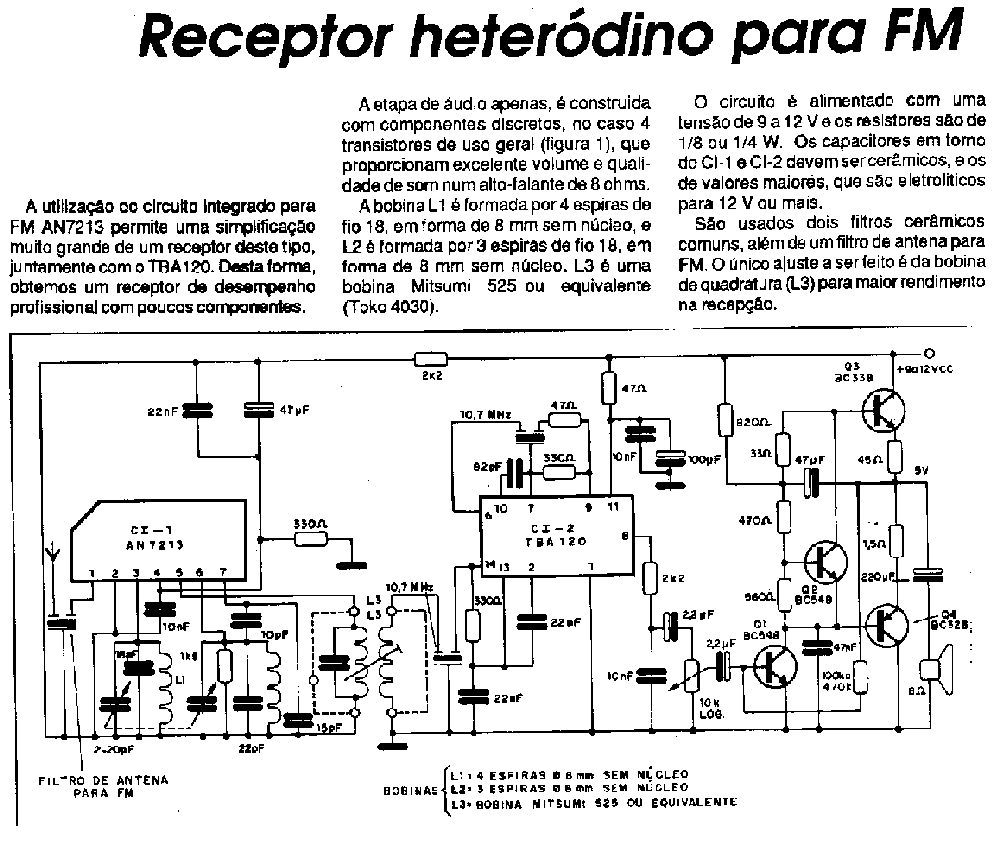 Receptor heteródino para FM
A utilização do circuito integrado para
FM AN7213 permite uma simplificação
muito grande de um receptor deste tipo,
juntamente com o TBA120. Desta forma,
obtemos um receptor de desempenho
profissional com poucos componentes.
A etapa de áudio apenas, é construída
com componentes discretos, no caso 4
transistores de uso geral (figura 1), que
proporcionam excelente volume e quali-
dade de som num alto-falante de 8 ohms.
A bobina L1 é formada por 4 espiras de
fio 18, em forma de 8 mm sem núcleo, e
L2 é formada por 3 espiras de fio 18, em
forma de 8 mm sem núcleo. L3 é uma
bobina Mitsumi 525 ou equivalente
(Toko 4030).
O circuito é alimentado com uma
tensão de 9 a 12 V e os resistores são de
1/8 ou 1/4 W. Os capacitores em torno
do CI-1 e CI-2 devem ser cerâmicos, e os
de valores maiores, que são eletrolíticos
para 12 V ou mais.
São usados dois filtros cerâmicos
comuns, além de um filtro de antena para
FM. O único ajuste a ser feito é da bobina
de quadratura (L3) para maior rendimento
na recepção.
2k2
Q3
BC338
+9a12VCC
22nF
47µF
10,7 MHz
47Ω
47Ω
820Ω
33Ω
47µF
45Ω
5V
82pF
330Ω
10nF
100µF
CI-1
AN7213
330Ω
6
10
7
9
11
CI-2
TBA 120
8
470Ω
1,5Ω
1
2
3
4
5
6
7
14
13
2
1
10,7 MHz
2k2
Q2
BC548
220µF
10nF
10pF
L3
L3
330Ω
22nF
560Ω
2,2µF
2,2µF
Q1
BC548
Q4
BC328
1k8
L1
10nF
47nF
100kΩ
470k
8Ω
22nF
10k
LOG.
15pF
2-20pF
22pF
FILTRO DE ANTENA
PARA FM
BOBINAS
L1: 4 ESPIRAS Ø 8 mm SEM NÚCLEO
L2: 3 ESPIRAS Ø 8 mm SEM NÚCLEO
L3: BOBINA MITSUMI 525 OU EQUIVALENTE